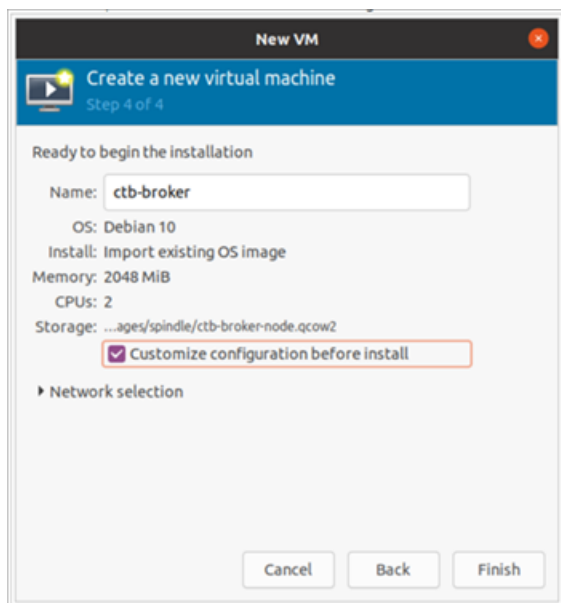 New VM
Create a new virtual machine
Step 4 of 4
Ready to begin the installation
Name: ctb-broker
OS: Debian 10
Install: Import existing OS image
Memory: 2048 MiB
CPUs: 2
Storage: ...ages/spindle/ctb-broker-node.qcow2
Customize configuration before install
Network selection
Cancel Back Finish